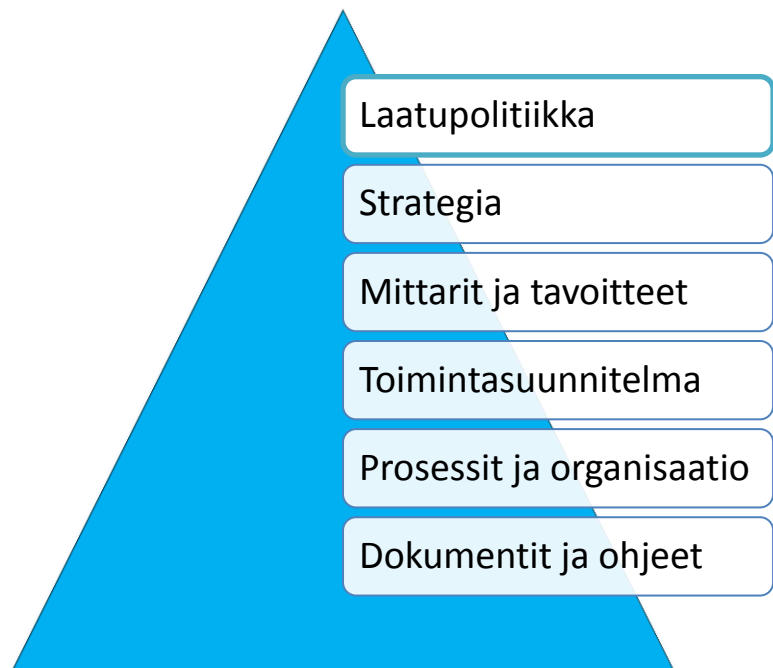 Laatupolitiikka
Strategia
Mittarit ja tavoitteet
Toimintasuunnitelma
Prosessit ja organisaatio
Dokumentit ja ohjeet